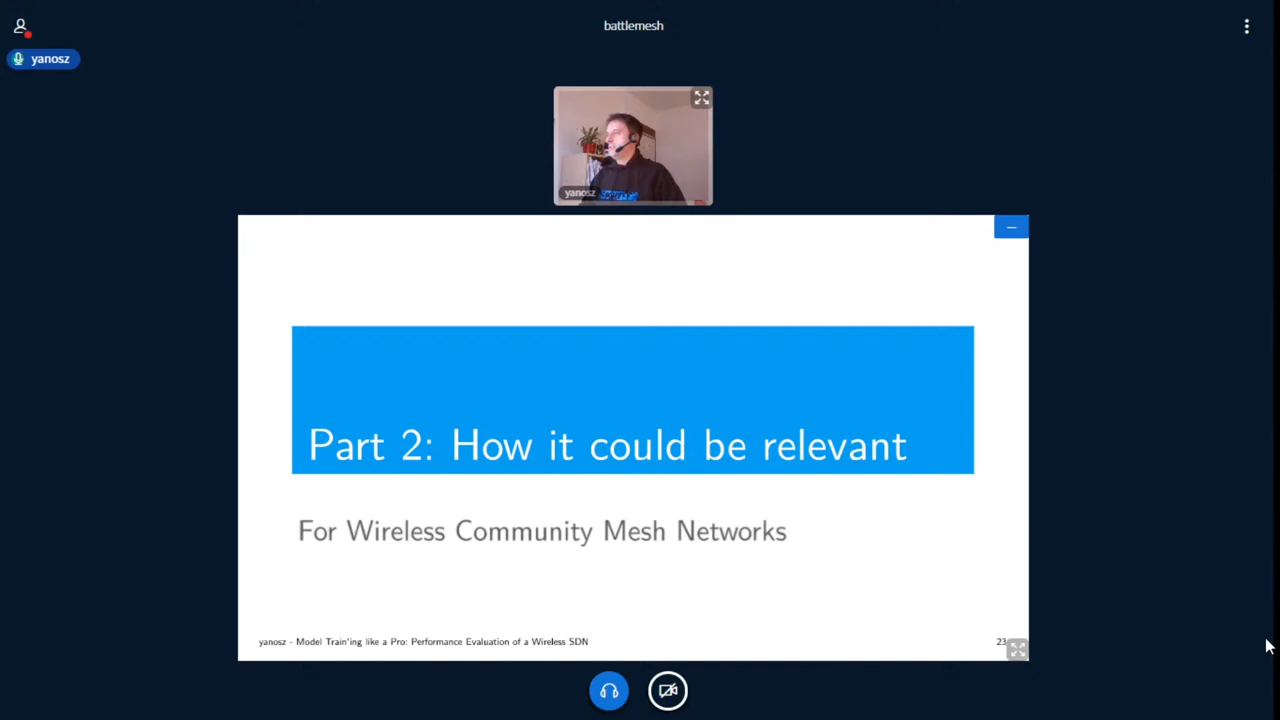 battlemesh
yanosz
yanosz
Part 2: How it could be relevant
For Wireless Community Mesh Networks
yanosz - Model Train'ing like a Pro: Performance Evaluation of a Wireless SDN
23